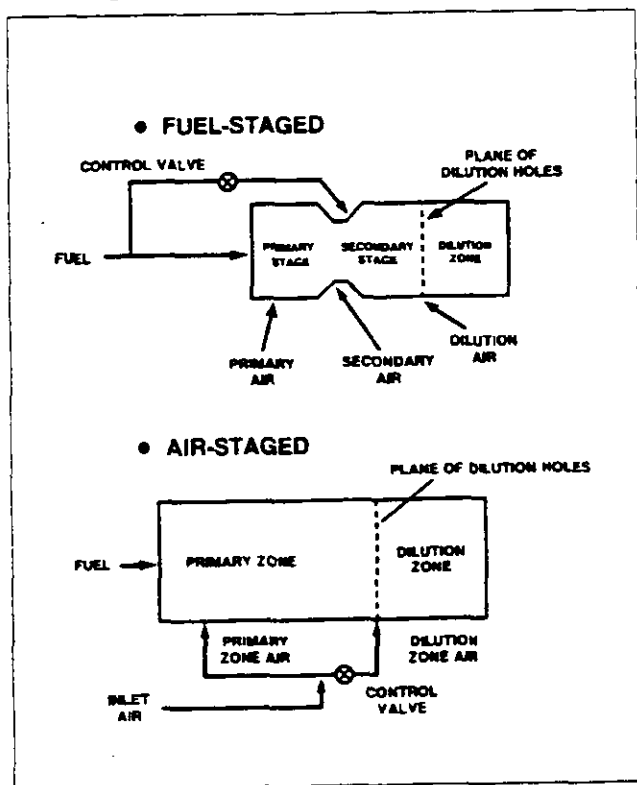 • FUEL-STAGED
CONTROL VALVE
PLANE OF
DILUTION HOLES
FUEL
PRIMARY
STAGE
SECONDARY
STAGE
DILUTION
ZONE
PRIMARY
AIR
SECONDARY
AIR
DILUTION
AIR
• AIR-STAGED
PLANE OF DILUTION HOLES
FUEL
PRIMARY ZONE
DILUTION
ZONE
PRIMARY
ZONE AIR
DILUTION
ZONE AIR
INLET
AIR
CONTROL
VALVE